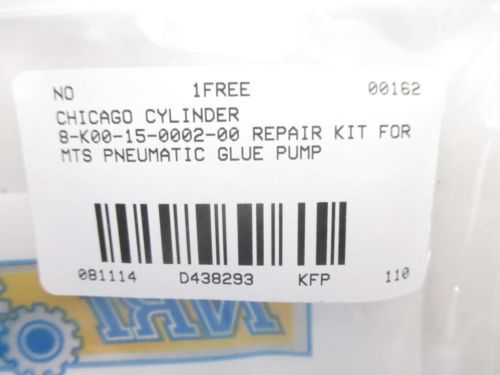 NO 1FREE 00162
CHICAGO CYLINDER
8-K00-15-0002-00 REPAIR KIT FOR
MTS PNEUMATIC GLUE PUMP
081114 D438293 KFP 110
NRI